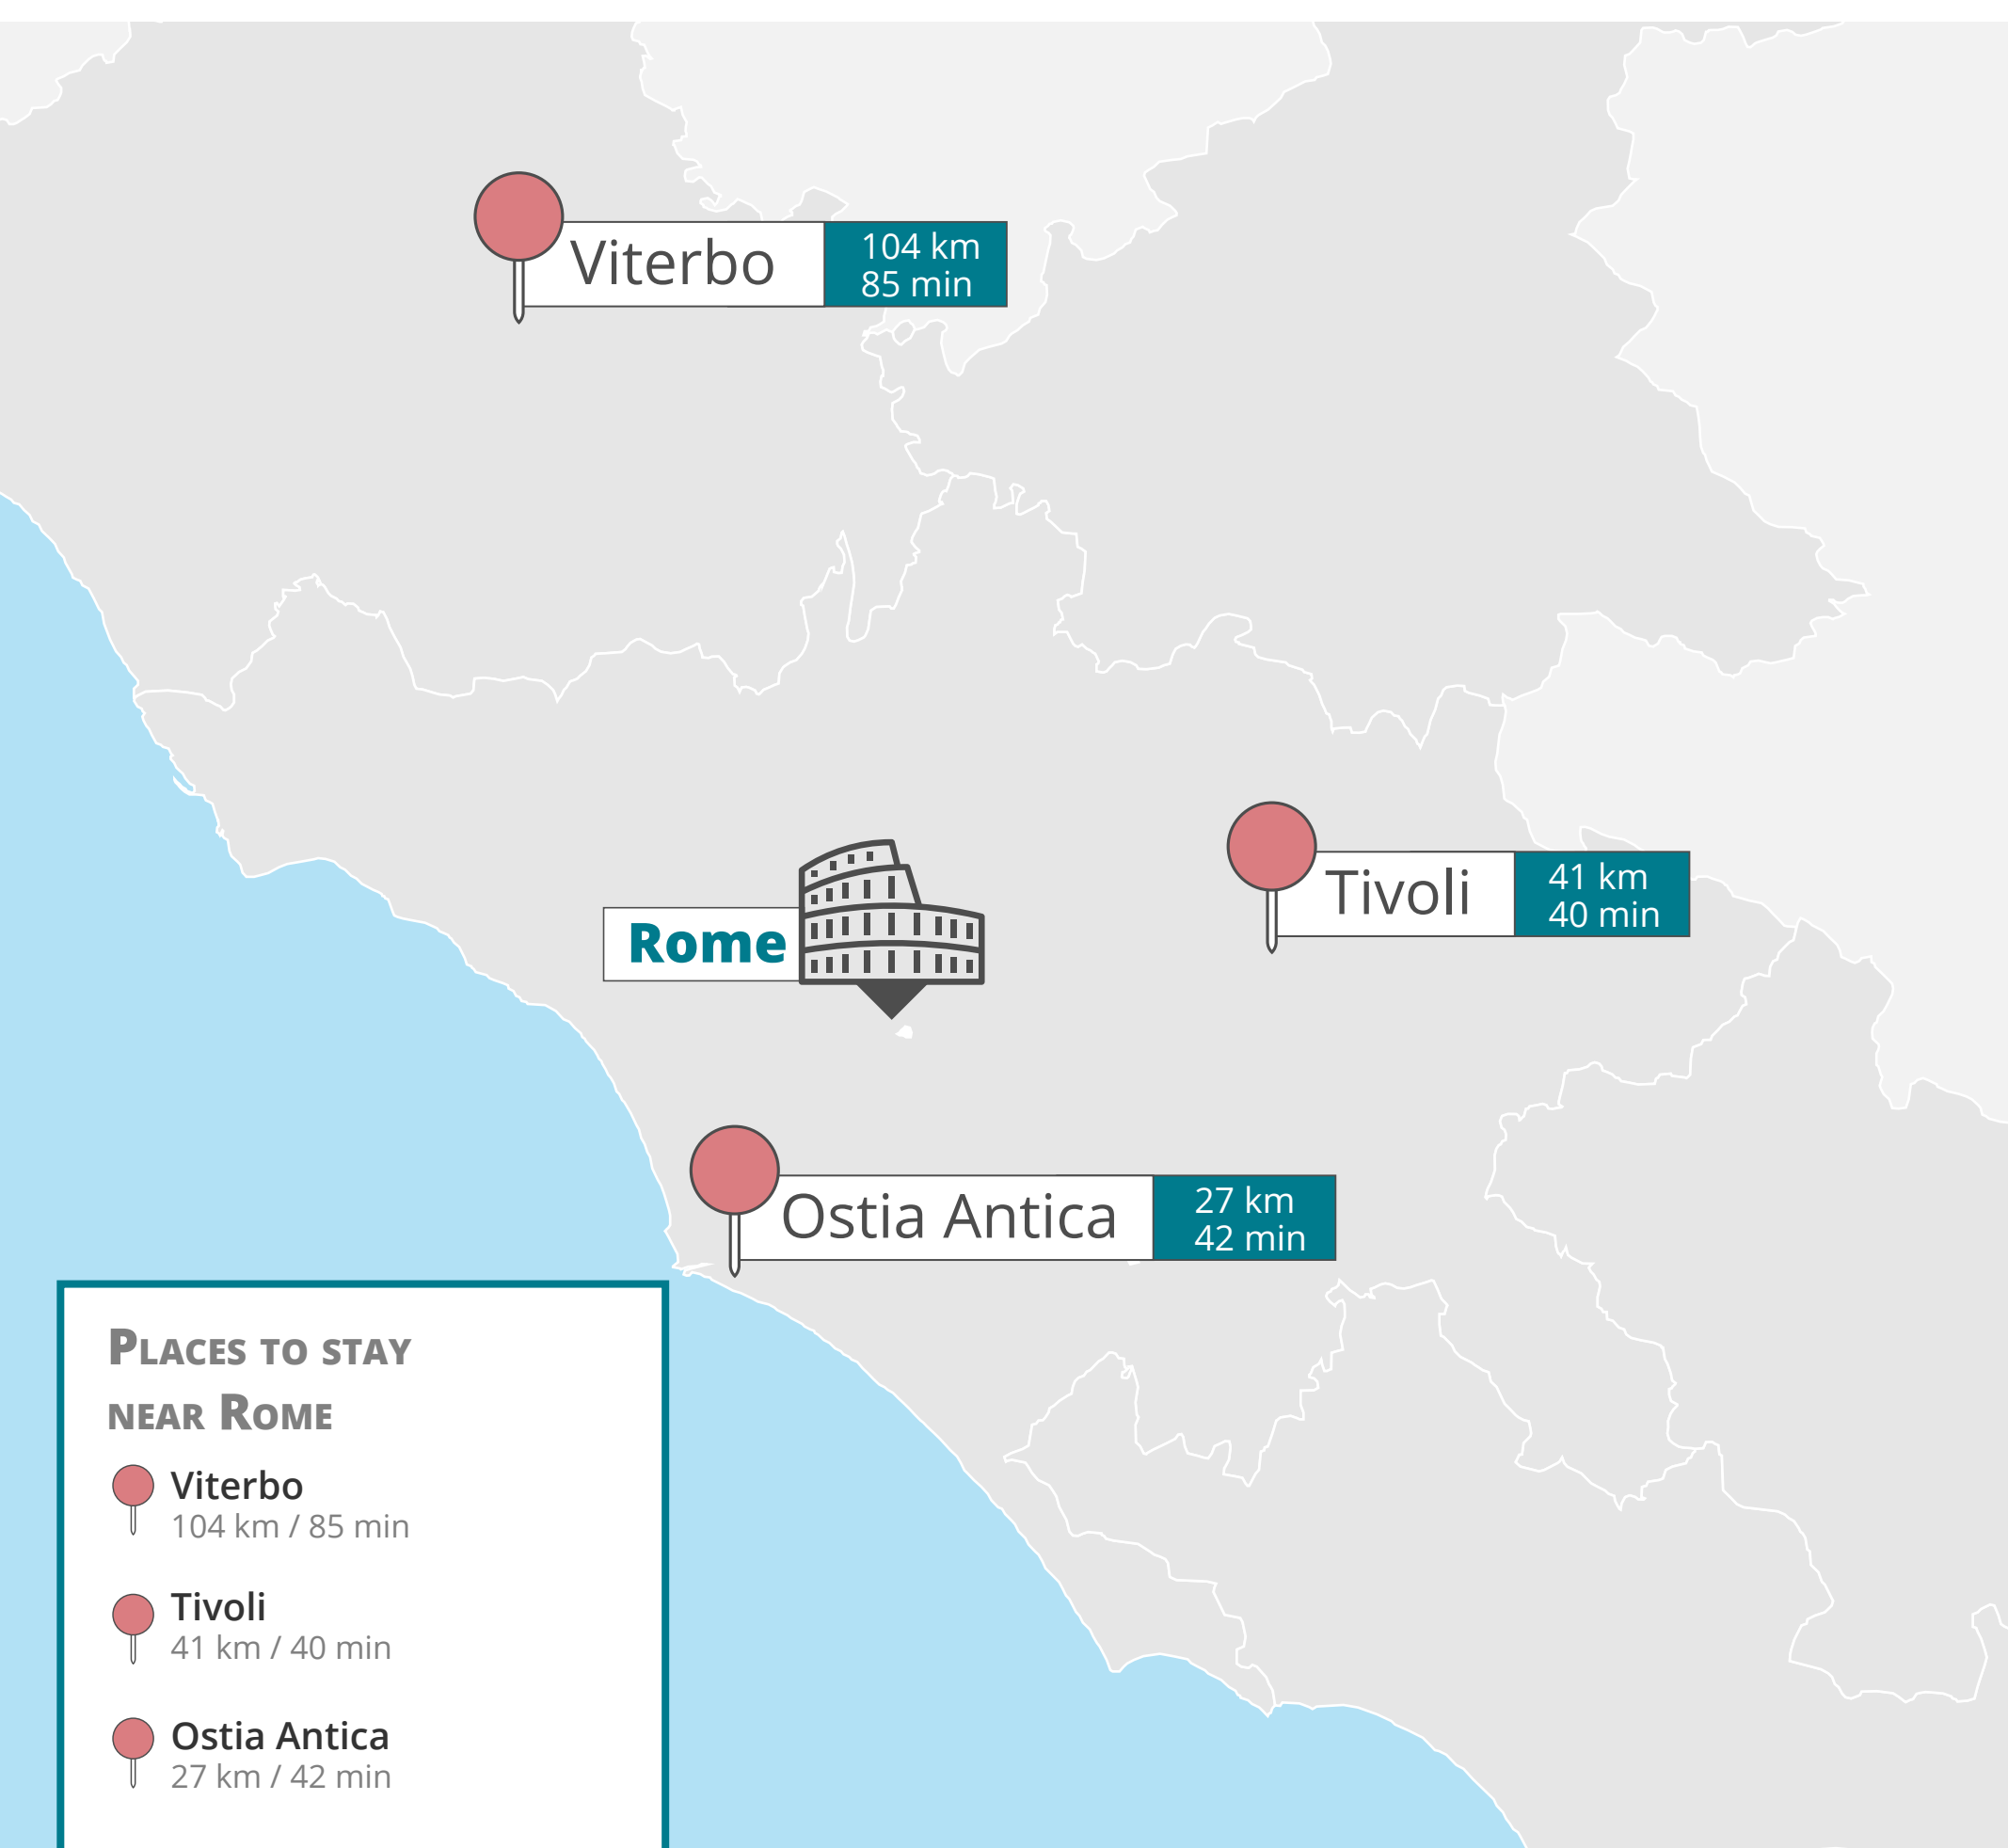 Viterbo
104 km
85 min
Tivoli
41 km
40 min
Rome
Ostia Antica
27 km
42 min
Places to stay
near Rome
Viterbo
104 km / 85 min
Tivoli
41 km / 40 min
Ostia Antica
27 km / 42 min